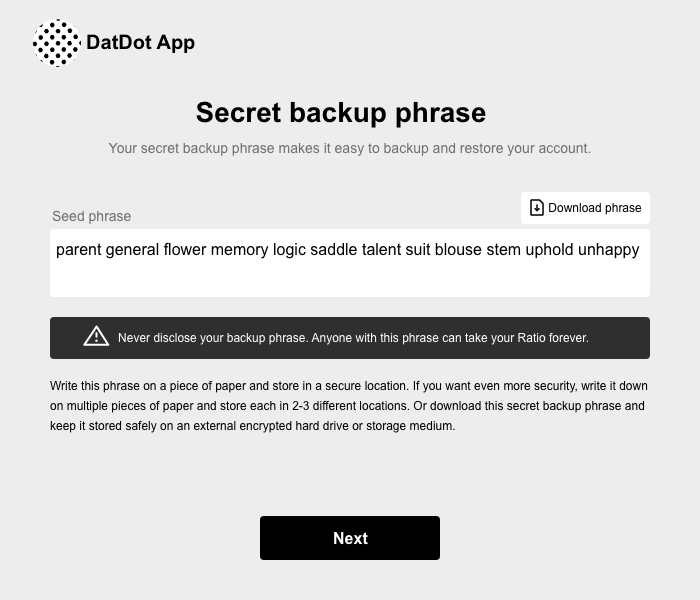 DatDot App
Secret backup phrase
Your secret backup phrase makes it easy to backup and restore your account.
Download phrase
Seed phrase
parent general flower memory logic saddle talent suit blouse stem uphold unhappy
Never disclose your backup phrase. Anyone with this phrase can take your Ratio forever.
Write this phrase on a piece of paper and store in a secure location. If you want even more security, write it down
on multiple pieces of paper and store each in 2-3 different locations. Or download this secret backup phrase and
keep it stored safely on an external encrypted hard drive or storage medium.
Next